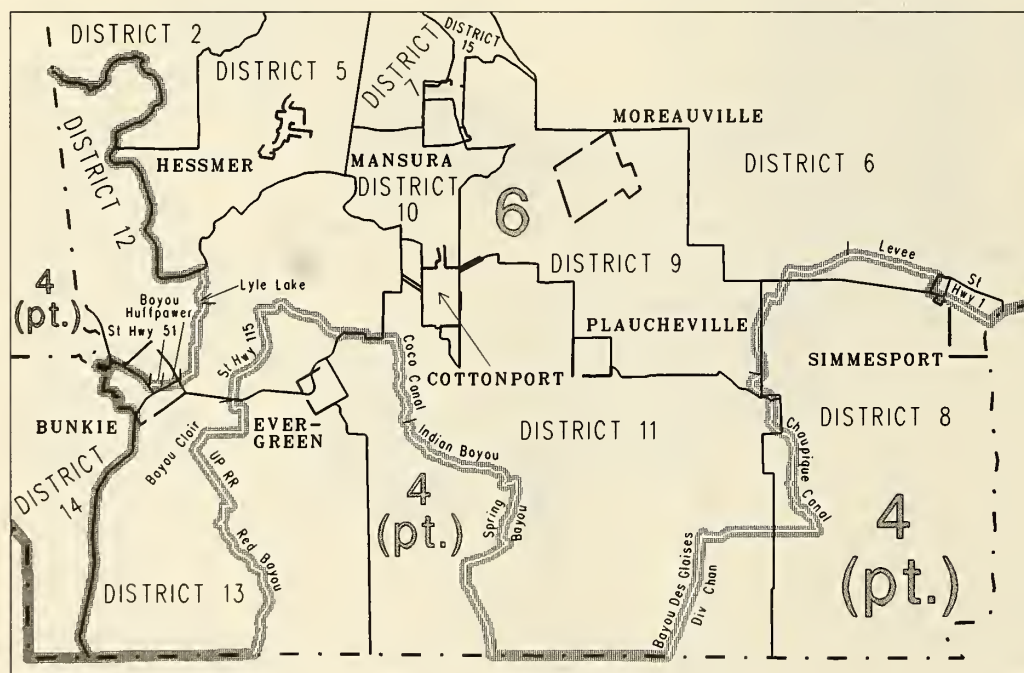 DISTRICT 2
DISTRICT 5
DISTRICT
7
DISTRICT
15
MOREAUVILLE
DISTRICT 6
DISTRICT 12
HESSMER
MANSURA
DISTRICT
10
6
DISTRICT 9
Levee
St
Hwy 1
4
(pt.)
Lyle Lake
Bayou
Huffpower
St Hwy 51
St Hwy 115
PLAUCHEVILLE
SIMMESPORT
COTTONPORT
Coco Canal
BUNKIE
EVER-
GREEN
DISTRICT 11
DISTRICT 8
Bayou Clair
Indian Bayou
Choupique Canal
DISTRICT
14
UP RR
4
(pt.)
Spring
Bayou
4
(pt.)
Red Bayou
DISTRICT 13
Bayou Des Glaises
Div Chan